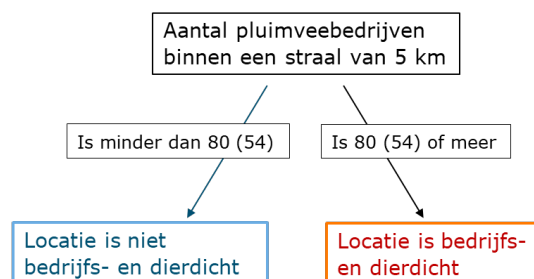 Aantal pluimveebedrijven
binnen een straal van 5 km
Is minder dan 80 (54)
Is 80 (54) of meer
Locatie is niet
bedrijfs- en dierdicht
Locatie is bedrijfs-
en dierdicht